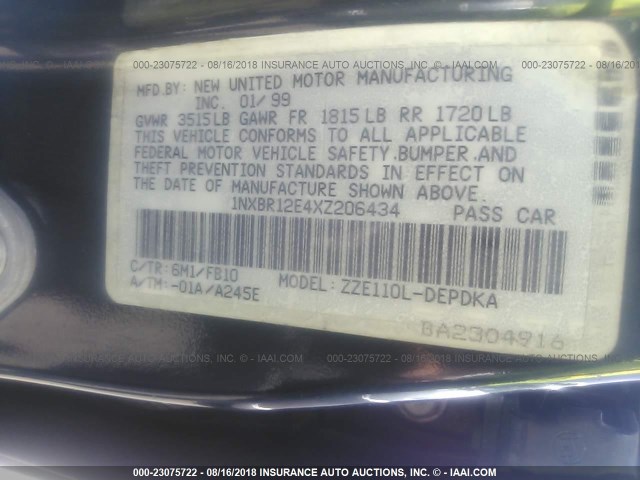 000-23075722 - 08/16/2018 INSURANCE AUTO AUCTIONS, INC. - IAAI.COM
MFD.BY: NEW UNITED MOTOR MANUFACTURING
INC. 01/99
GVWR 3515LB GAWR FR 1815LB RR 1720LB
THIS VEHICLE CONFORMS TO ALL APPLICABLE
FEDERAL MOTOR VEHICLE SAFETY,BUMPER,AND
THEFT PREVENTION STANDARDS IN EFFECT ON
THE DATE OF MANUFACTURE SHOWN ABOVE.
1NXBR12E4XZ206434 PASS CAR
C/TR: 6M1/FB10
A/TM:-01A/A245E
MODEL: ZZE110L-DEPDKA
BA2304916
000-23075722 - 08/16/2018 INSURANCE AUTO AUCTIONS, INC. - IAAI.COM